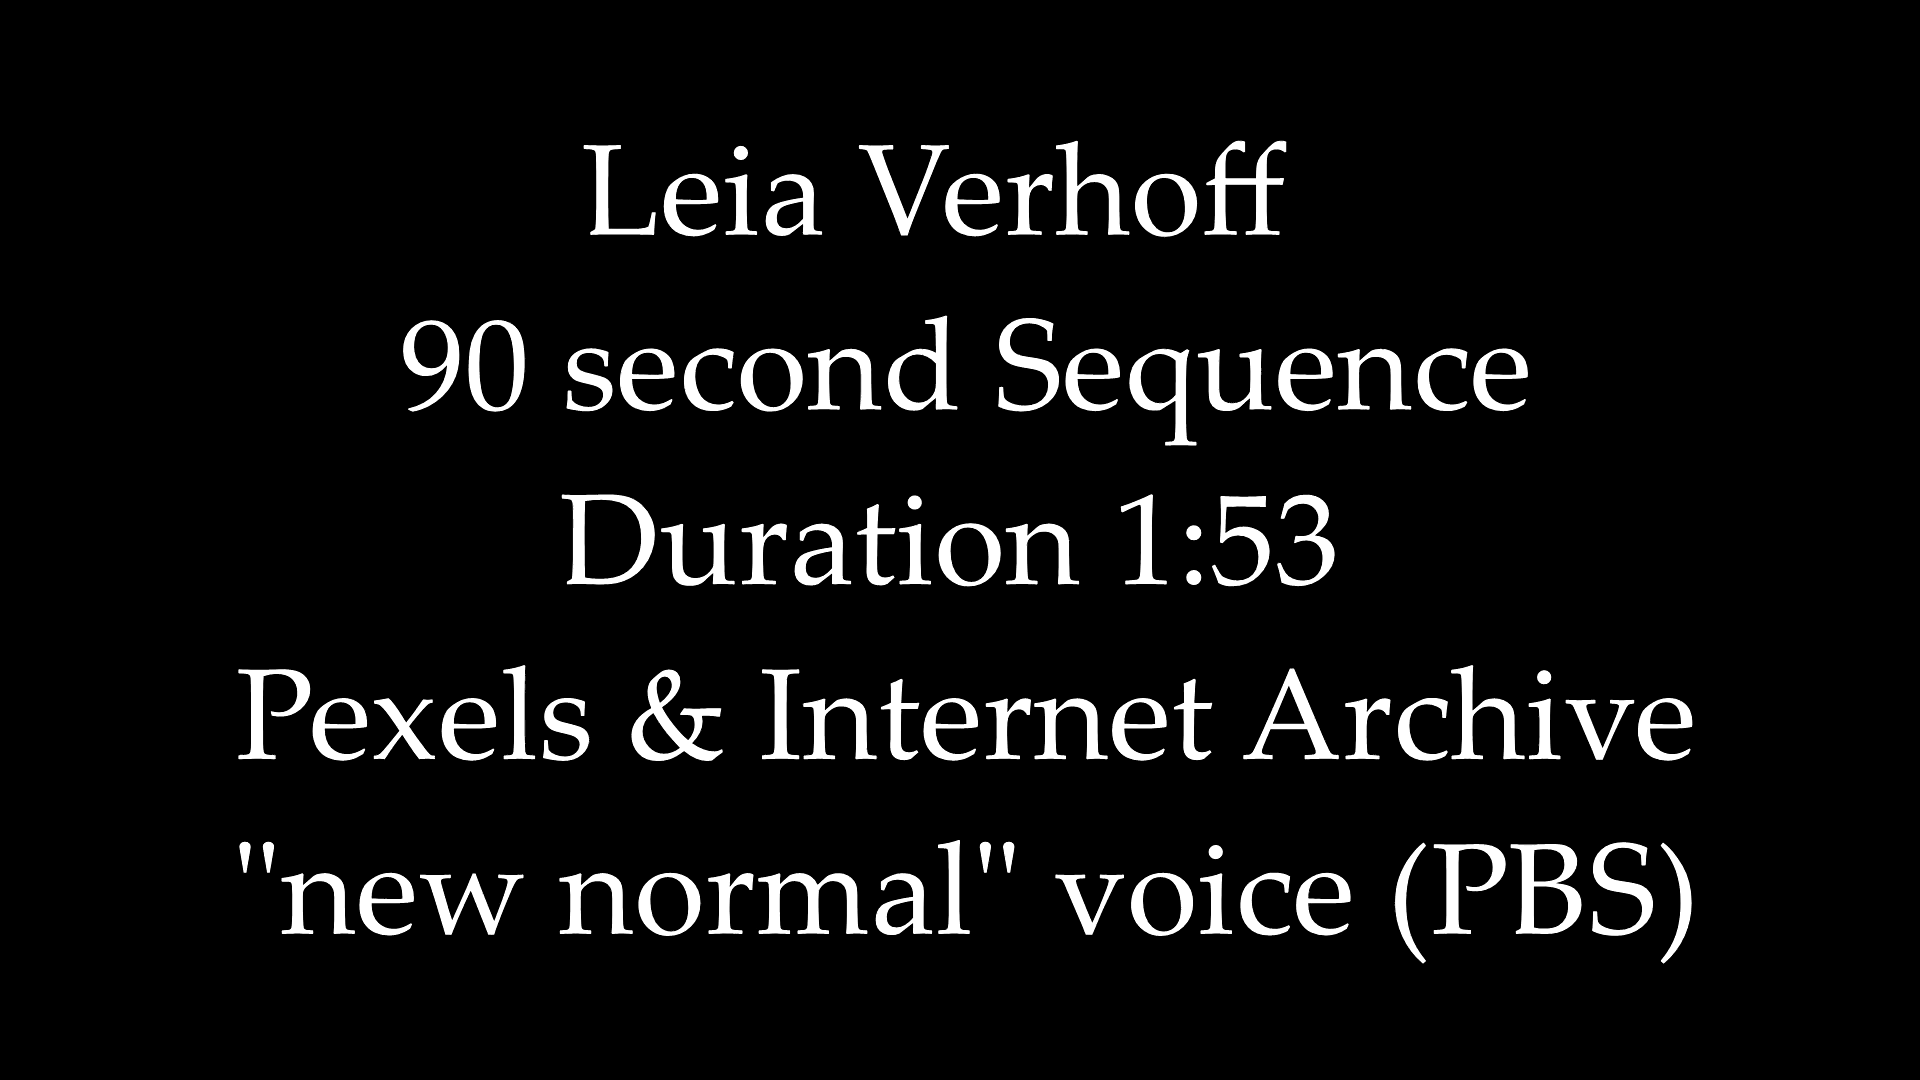 Leia Verhoff
90 second Sequence
Duration 1:53
Pexels & Internet Archive
"new normal" voice (PBS)